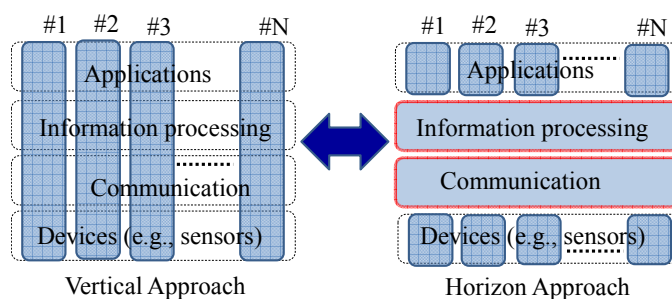 #1 #2 #3 #N
Applications
Information processing
Communication
Devices (e.g., sensors)
Vertical Approach
#1 #2 #3 #N
Applications
Information processing
Communication
Devices (e.g., sensors)
Horizon Approach